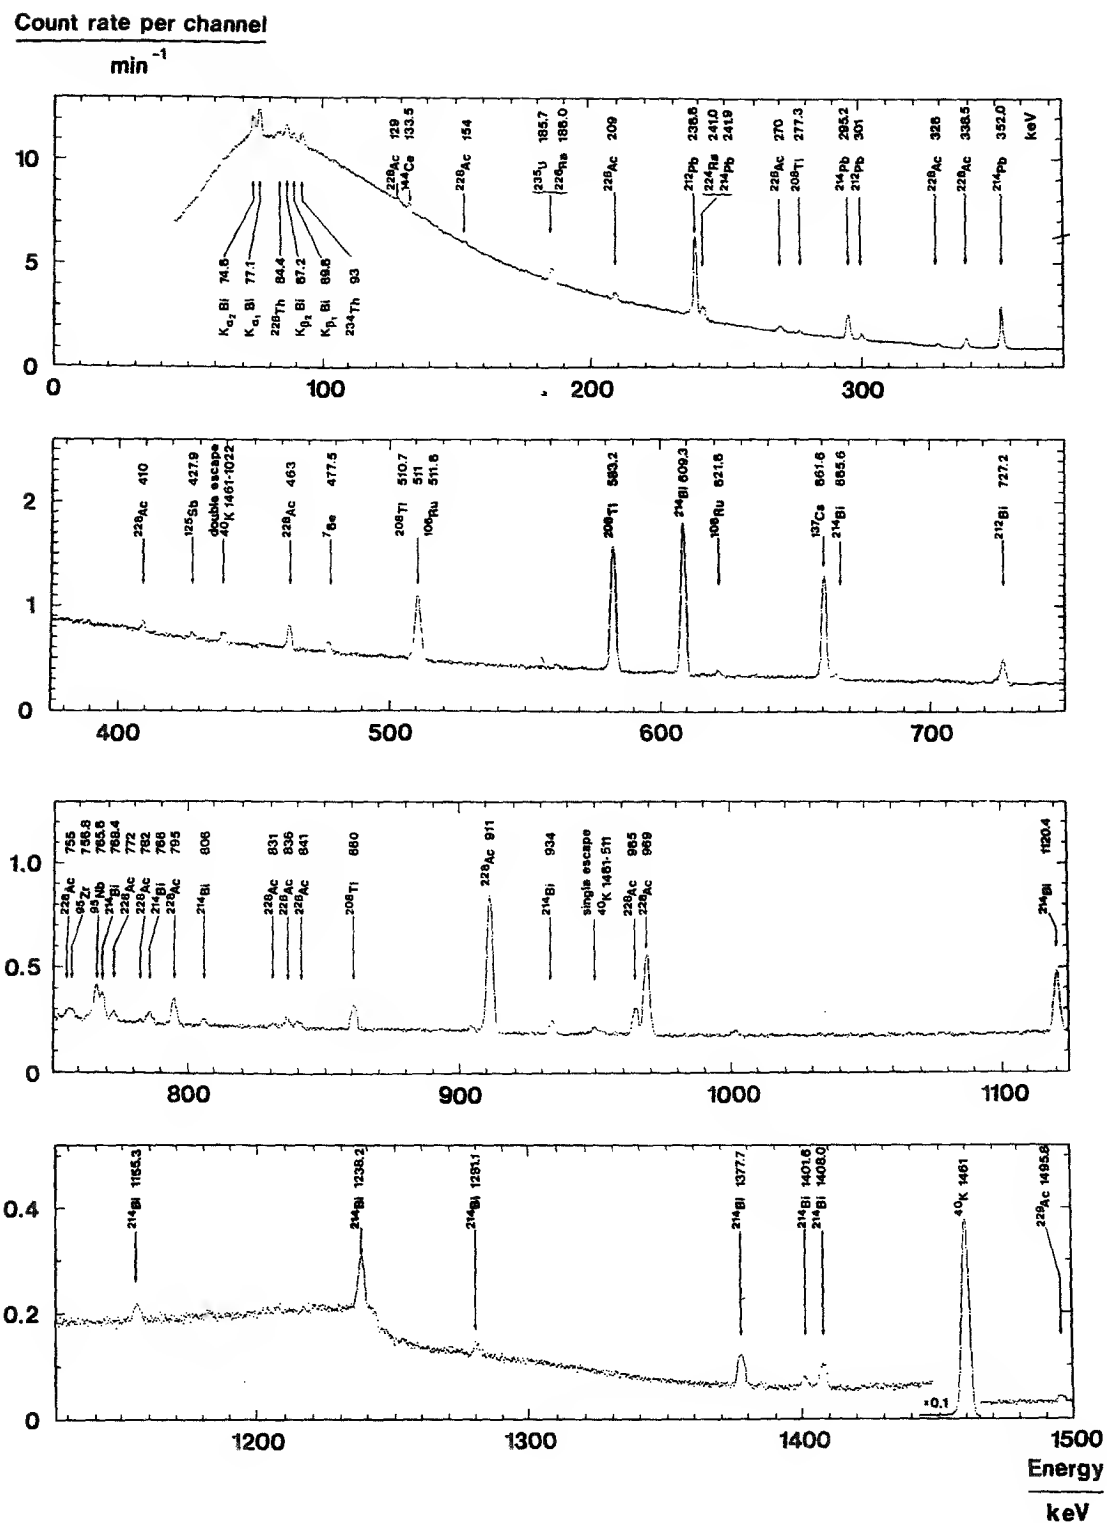 Count rate per channel
min⁻¹
²²⁸Ac 129
¹⁴⁴Ce 133.5
²²⁸Ac 154
²³⁵U 185.7
²²⁶Ra 186.0
²²⁸Ac 209
²¹²Pb 238.6
²²⁴Ra 241.0
²¹⁴Pb 241.9
²²⁸Ac 270
²⁰⁸Tl 277.3
²¹⁴Pb 295.2
²¹²Pb 301
²²⁸Ac 328
²²⁸Ac 338.5
²¹⁴Pb 352.0
keV
10
5
0
Kα₂ Bi 74.8
Kα₁ Bi 77.1
²²⁸Th 84.4
Kβ₂ Bi 87.2
Kβ₁ Bi 89.8
²³⁴Th 93
0 100 200 300
²²⁸Ac 410
¹²⁵Sb 427.9
double escape
⁴⁰K 1461-1022
²²⁸Ac 463
⁷Be 477.5
²⁰⁸Tl 510.7
511
¹⁰⁶Ru 511.8
²⁰⁸Tl 583.2
²¹⁴Bi 609.3
¹⁰⁶Ru 621.8
¹³⁷Cs 661.6
²¹⁴Bi 665.6
²¹²Bi 727.2
2
1
0
400 500 600 700
²²⁸Ac 755
⁹⁵Zr 756.8
⁹⁵Nb 765.8
²¹⁴Bi 768.4
²²⁸Ac 772
²²⁸Ac 782
²¹⁴Bi 786
²²⁸Ac 795
²¹⁴Bi 806
²²⁸Ac 831
²²⁸Ac 836
²²⁸Ac 841
²⁰⁸Tl 860
²²⁸Ac 911
²¹⁴Bi 934
single escape
⁴⁰K 1461-511
²²⁸Ac 965
²²⁸Ac 969
²¹⁴Bi 1120.4
1.0
0.5
0
800 900 1000 1100
²¹⁴Bi 1155.3
²¹⁴Bi 1238.2
²¹⁴Bi 1281.1
²¹⁴Bi 1377.7
²¹⁴Bi 1401.6
²¹⁴Bi 1408.0
⁴⁰K 1461
²²⁸Ac 1495.8
0.4
0.2
0
×0.1
1200 1300 1400 1500
Energy
keV